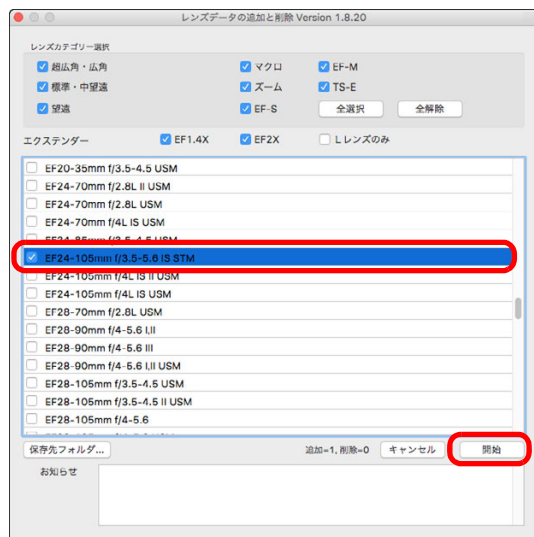 レンズデータの追加と削除 Version 1.8.20
レンズカテゴリー選択
超広角・広角 マクロ EF-M
標準・中望遠 ズーム TS-E
望遠 EF-S 全選択 全解除
エクステンダー EF1.4X EF2X Lレンズのみ
EF20-35mm f/3.5-4.5 USM
EF24-70mm f/2.8L II USM
EF24-70mm f/2.8L USM
EF24-70mm f/4L IS USM
EF24-85mm f/3.5-4.5 USM
EF24-105mm f/3.5-5.6 IS STM
EF24-105mm f/4L IS II USM
EF24-105mm f/4L IS USM
EF28-70mm f/2.8L USM
EF28-90mm f/4-5.6 I,II
EF28-90mm f/4-5.6 III
EF28-90mm f/4-5.6 I,II USM
EF28-105mm f/3.5-4.5 USM
EF28-105mm f/3.5-4.5 II USM
EF28-105mm f/4-5.6
保存先フォルダ... 追加=1, 削除=0 キャンセル 開始
お知らせ